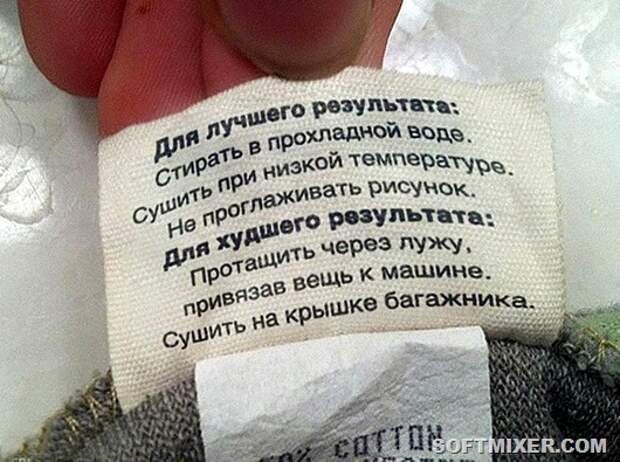 Для лучшего результата:
Стирать в прохладной воде.
Сушить при низкой температуре.
Не проглаживать рисунок.
Для худшего результата:
Протащить через лужу,
привязав вещь к машине.
Сушить на крышке багажника.
COTTON
SOFTMIXER.COM